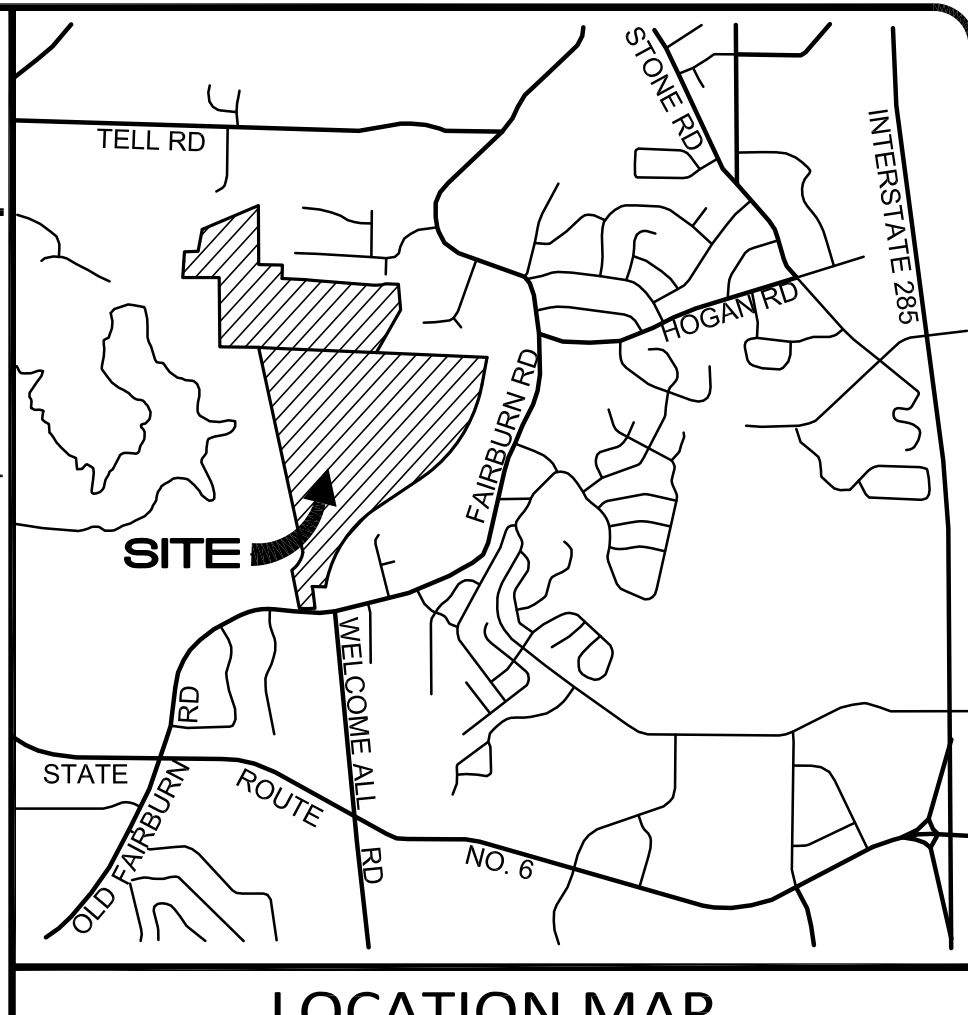 STONE RD
TELL RD
INTERSTATE 285
HOGAN RD
FAIRBURN RD
SITE
WELCOME ALL RD
STATE ROUTE NO. 6
OLD FAIRBURN RD
LOCATION MAP